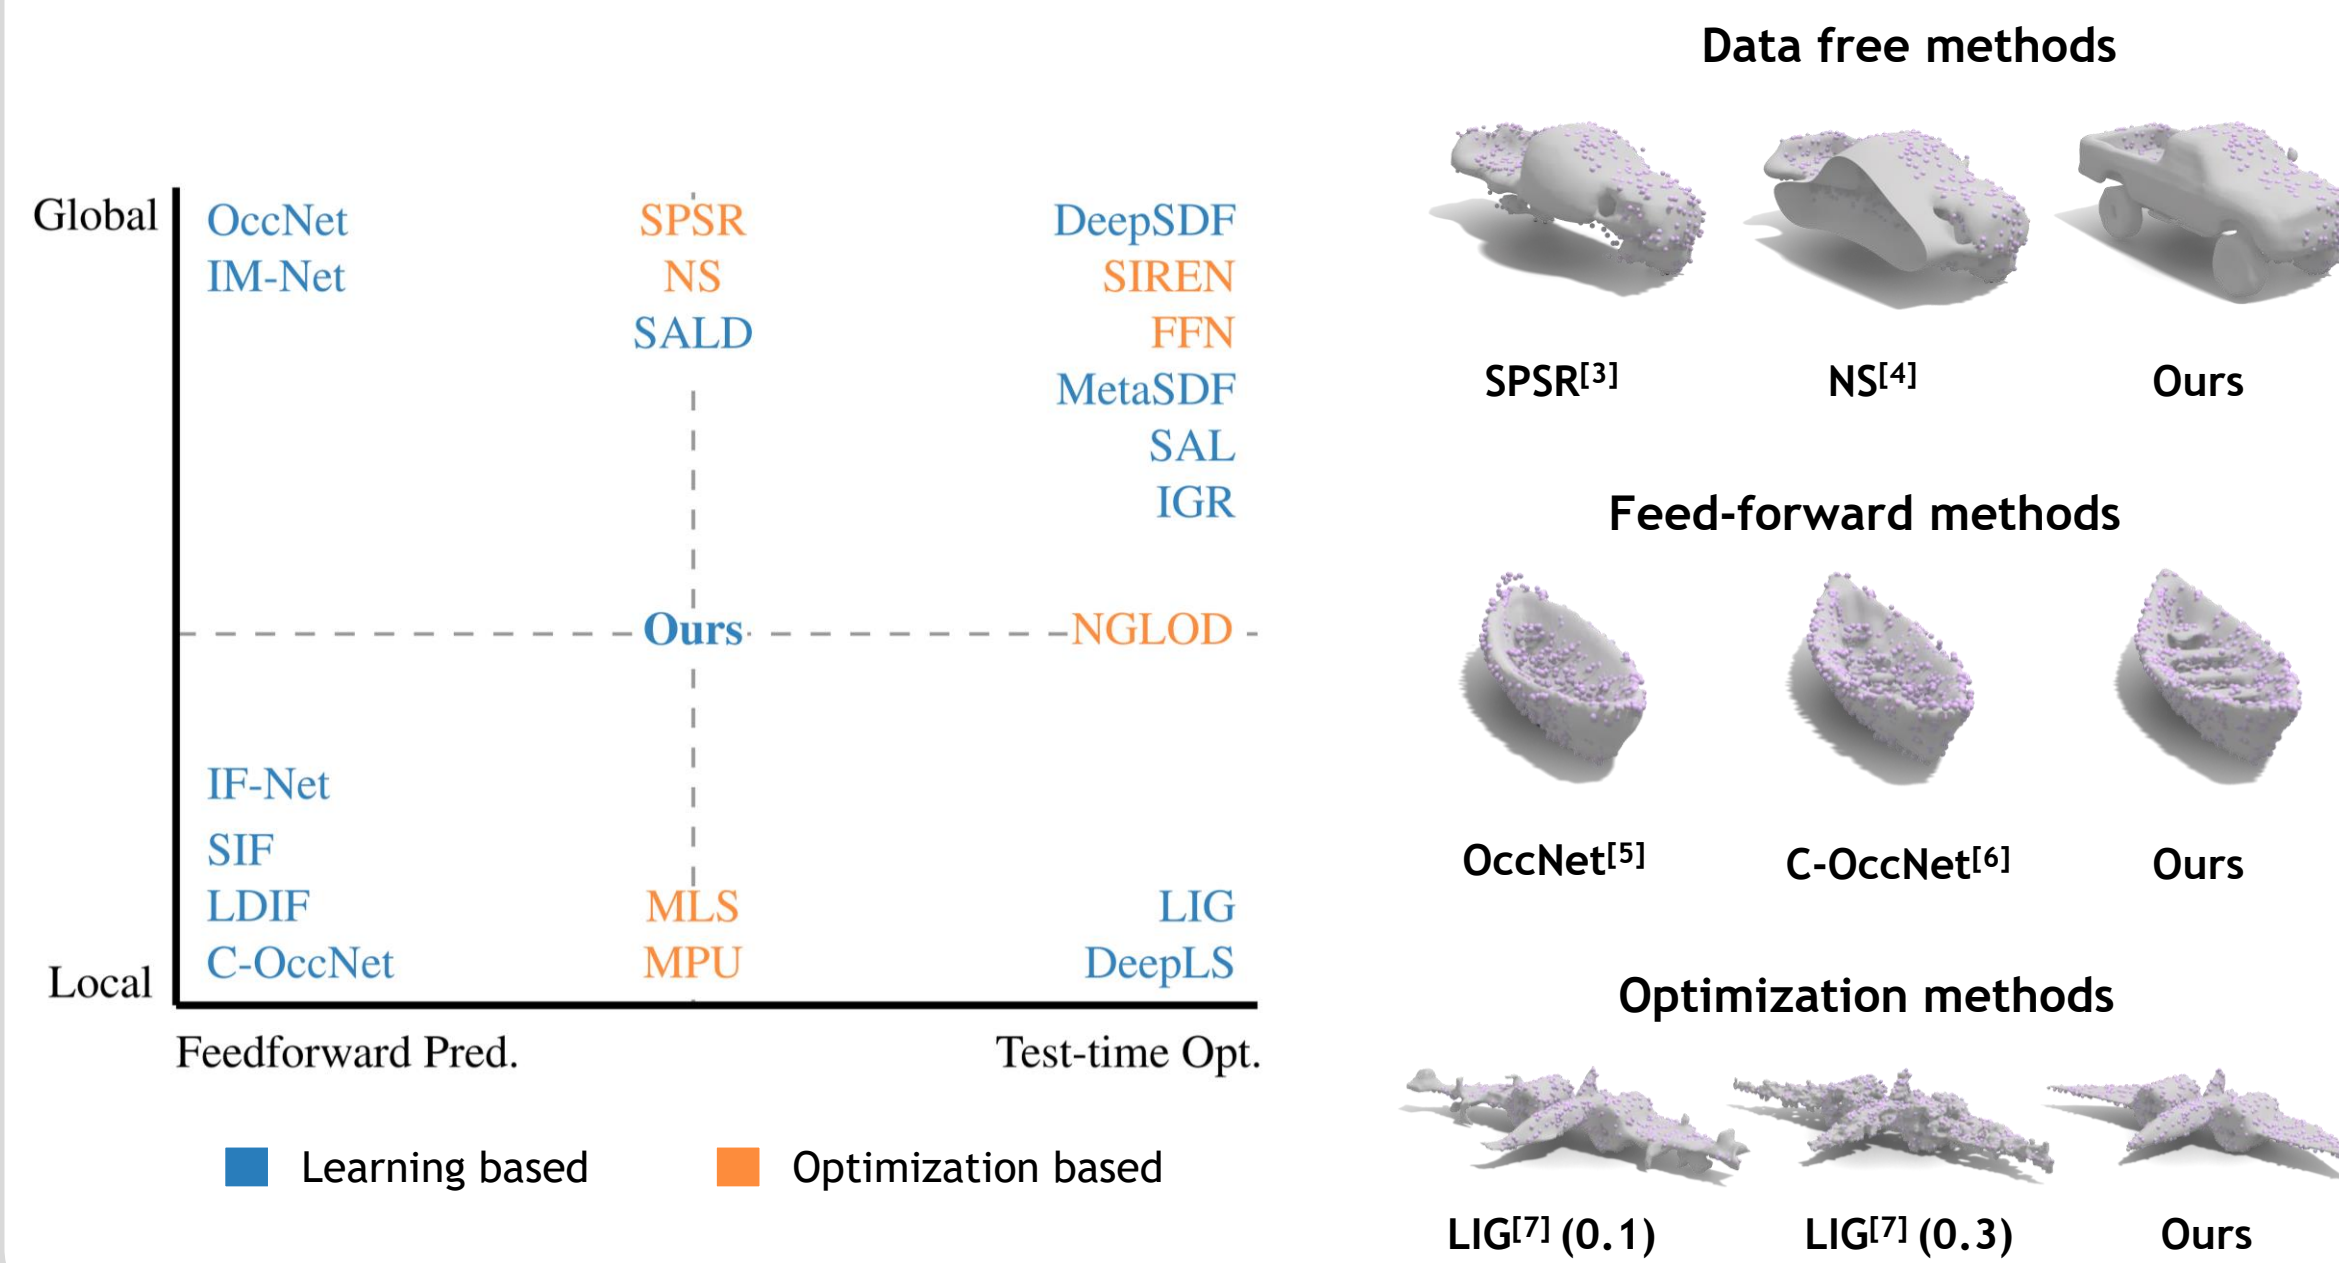 Global
OccNet
IM-Net
SPSR
NS
SALD
DeepSDF
SIREN
FFN
MetaSDF
SAL
IGR
Ours
NGLOD
IF-Net
SIF
LDIF
C-OccNet
MLS
MPU
LIG
DeepLS
Local
Feedforward Pred.
Test-time Opt.
Learning based
Optimization based
Data free methods
SPSR[3]
NS[4]
Ours
Feed-forward methods
OccNet[5]
C-OccNet[6]
Ours
Optimization methods
LIG[7] (0.1)
LIG[7] (0.3)
Ours